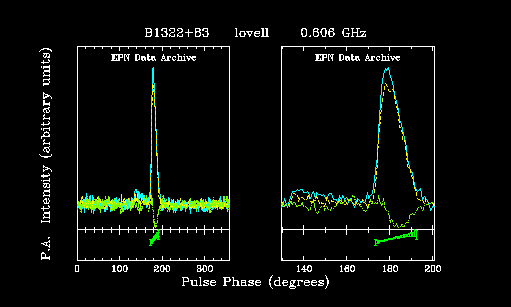 B1322+83 lovell 0.606 GHz
EPN Data Archive EPN Data Archive
P.A. Intensity (arbitrary units)
0 100 200 300 140 160 180 200
Pulse Phase (degrees)